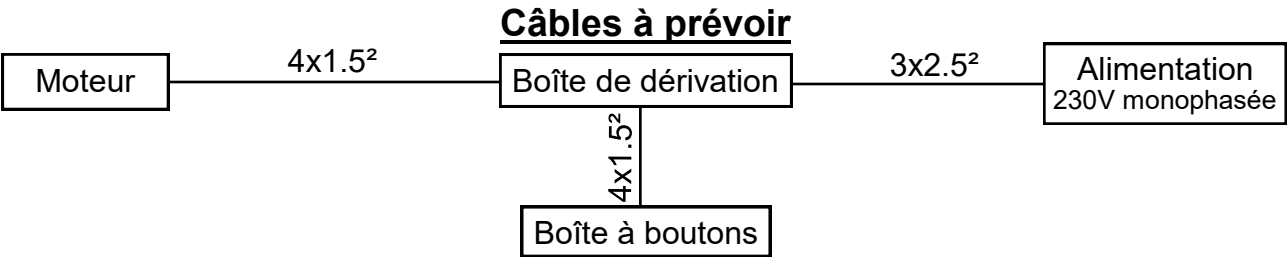 Câbles à prévoir
Moteur
4x1.5²
Boîte de dérivation
3x2.5²
Alimentation
230V monophasée
4x1.5²
Boîte à boutons